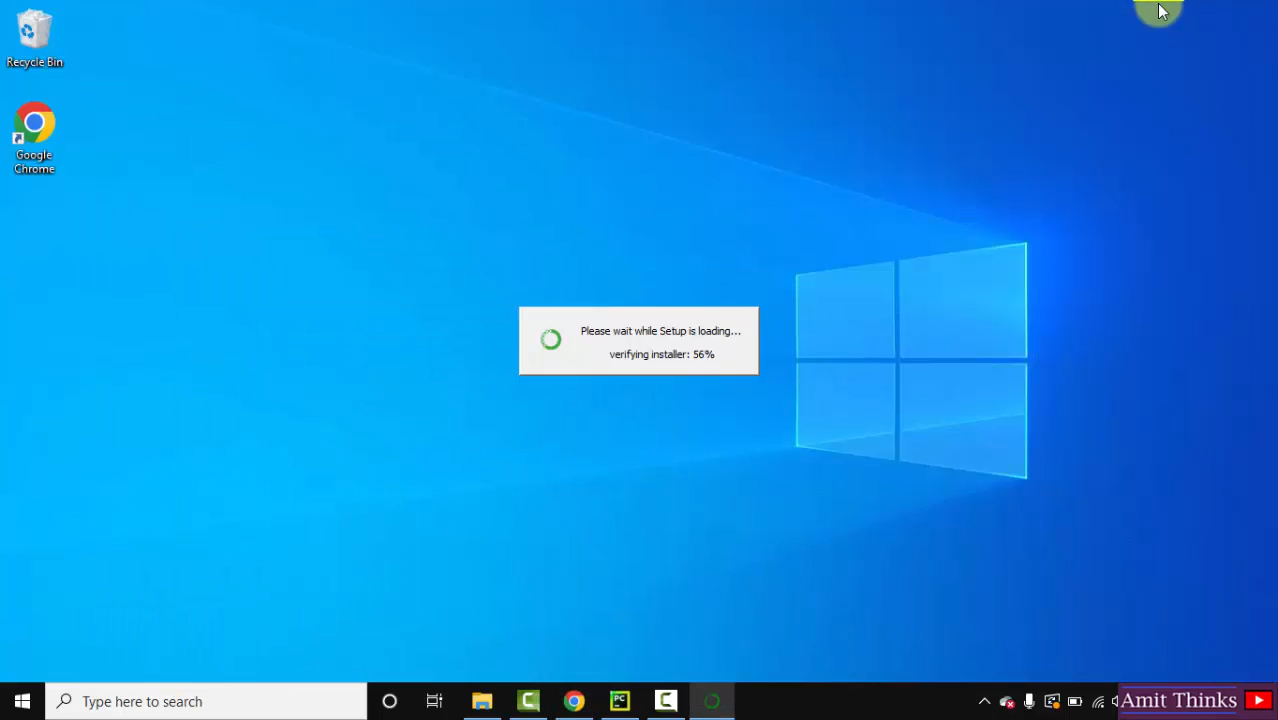 Recycle Bin
Google
Chrome
Please wait while Setup is loading...
verifying installer: 56%
Type here to search
PC
Amit Thinks